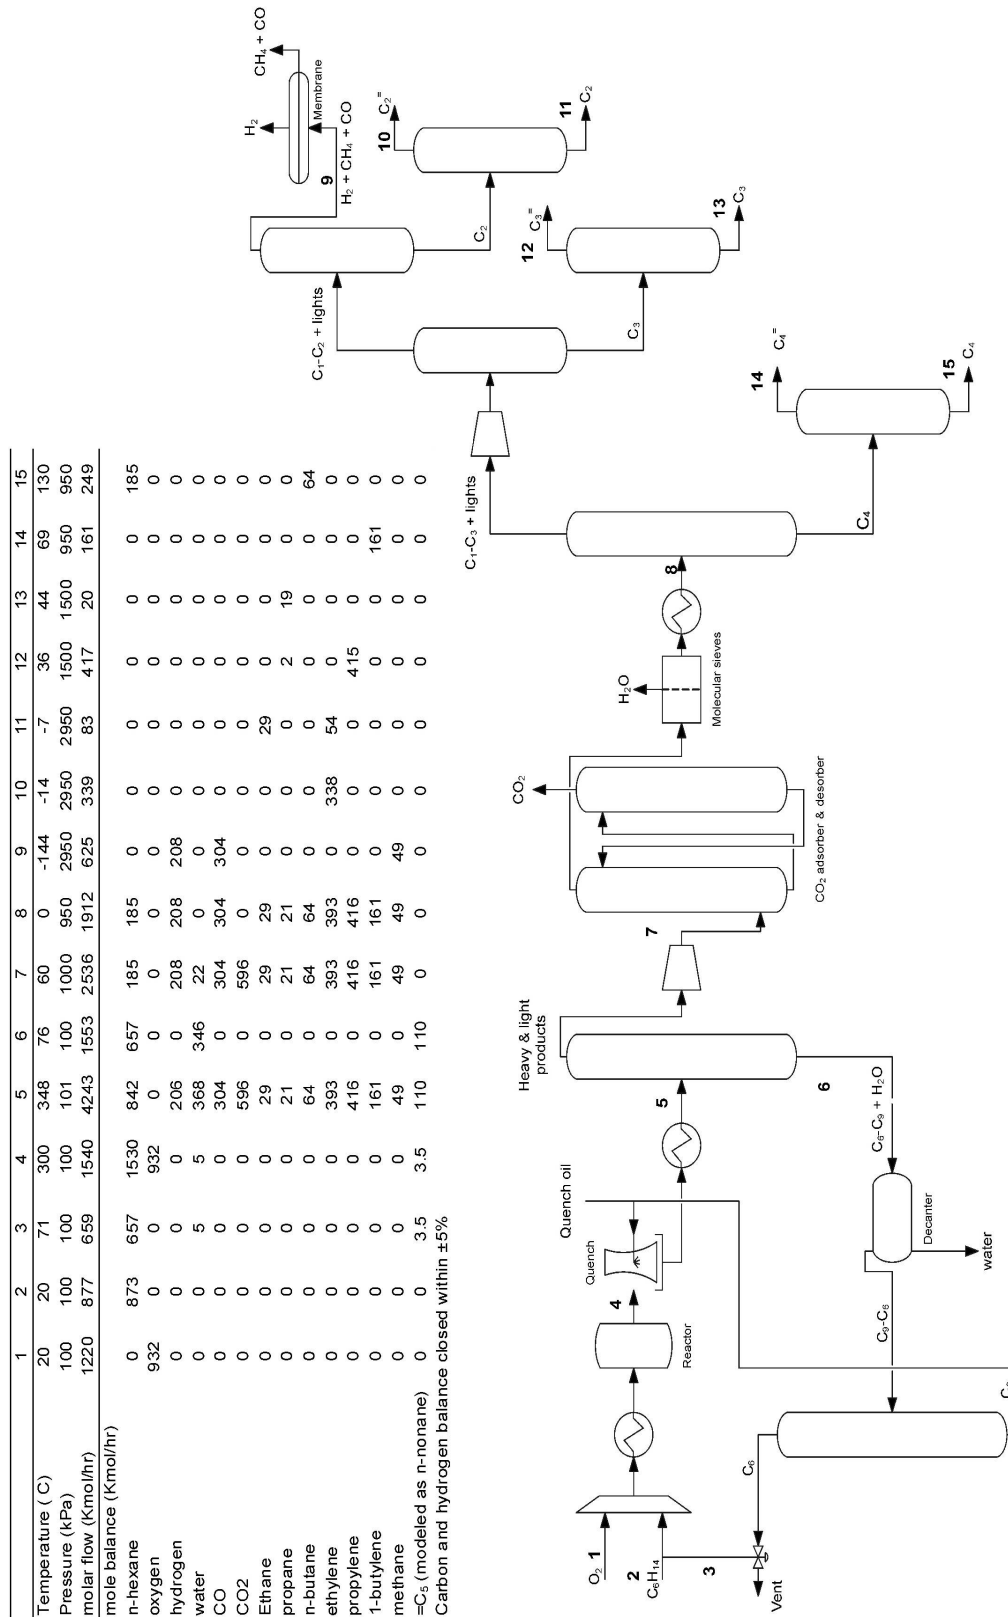 1 2 3 4 5 6 7 8 9 10 11 12 13 14 15
Temperature ( C) 20 20 71 300 348 76 60 0 -144 -14 -7 36 44 69 130
Pressure (kPa) 100 100 100 100 101 100 1000 950 2950 2950 2950 1500 1500 950 950
molar flow (Kmol/hr) 1220 877 659 1540 4243 1553 2536 1912 625 339 83 417 20 161 249
mole balance (Kmol/hr)
n-hexane 0 873 657 1530 842 657 185 185 0 0 0 0 0 0 185
oxygen 932 0 0 932 0 0 0 0 0 0 0 0 0 0 0
hydrogen 0 0 0 0 206 0 208 208 208 0 0 0 0 0 0
water 0 0 5 5 368 346 22 0 0 0 0 0 0 0 0
CO 0 0 0 0 304 0 304 304 304 0 0 0 0 0 0
CO2 0 0 0 0 596 0 596 0 0 0 0 0 0 0 0
Ethane 0 0 0 0 29 0 29 29 0 0 29 0 0 0 0
propane 0 0 0 0 21 0 21 21 0 0 0 2 19 0 0
n-butane 0 0 0 0 64 0 64 64 0 0 0 0 0 0 64
ethylene 0 0 0 0 393 0 393 393 0 338 54 0 0 0 0
propylene 0 0 0 0 416 0 416 416 0 0 0 415 0 0 0
1-butylene 0 0 0 0 161 0 161 161 0 0 0 0 0 161 0
methane 0 0 0 0 49 0 49 49 49 0 0 0 0 0 0
=C₅ (modeled as n-nonane) 0 0 3.5 3.5 110 110 0 0 0 0 0 0 0 0 0
Carbon and hydrogen balance closed within ±5%
O₂ 1
2
C₆H₁₄
3
Vent
C₆
Reactor
4
Quench
Quench oil
C₉-C₆
Decanter
water
C₆-C₉ + H₂O
5
6
Heavy & light
products
7
CO₂
CO₂ adsorber & desorber
H₂O
Molecular sieves
8
C₁-C₃ + lights
C₄
14
C₄⁼
15
C₄
C₁-C₂ + lights
C₃
12
C₃⁼
13
C₃
C₂
9
H₂ + CH₄ + CO
H₂
Membrane
CH₄ + CO
10
C₂⁼
11
C₂